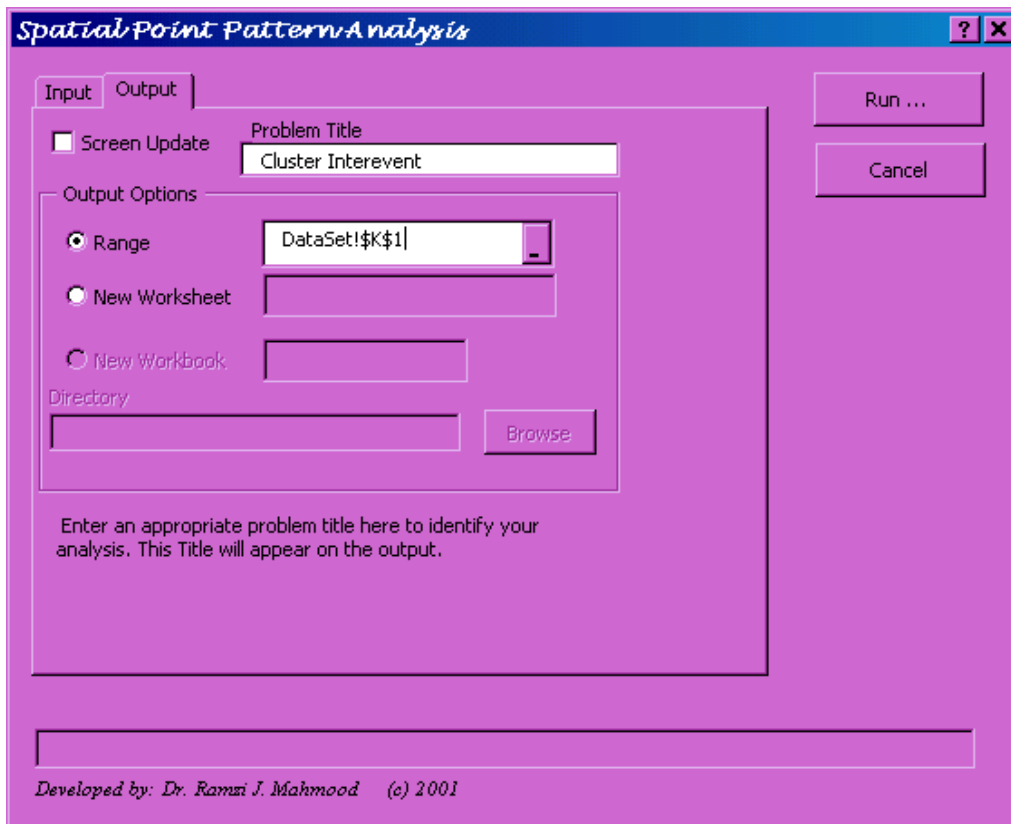 Spatial Point Pattern Analysis
Input
Output
Run ...
Cancel
Screen Update
Problem Title
Cluster Interevent
Output Options
Range
DataSet!$K$1
New Worksheet
New Workbook
Directory
Browse
Enter an appropriate problem title here to identify your
analysis. This Title will appear on the output.
Developed by: Dr. Ramzi J. Mahmood (c) 2001